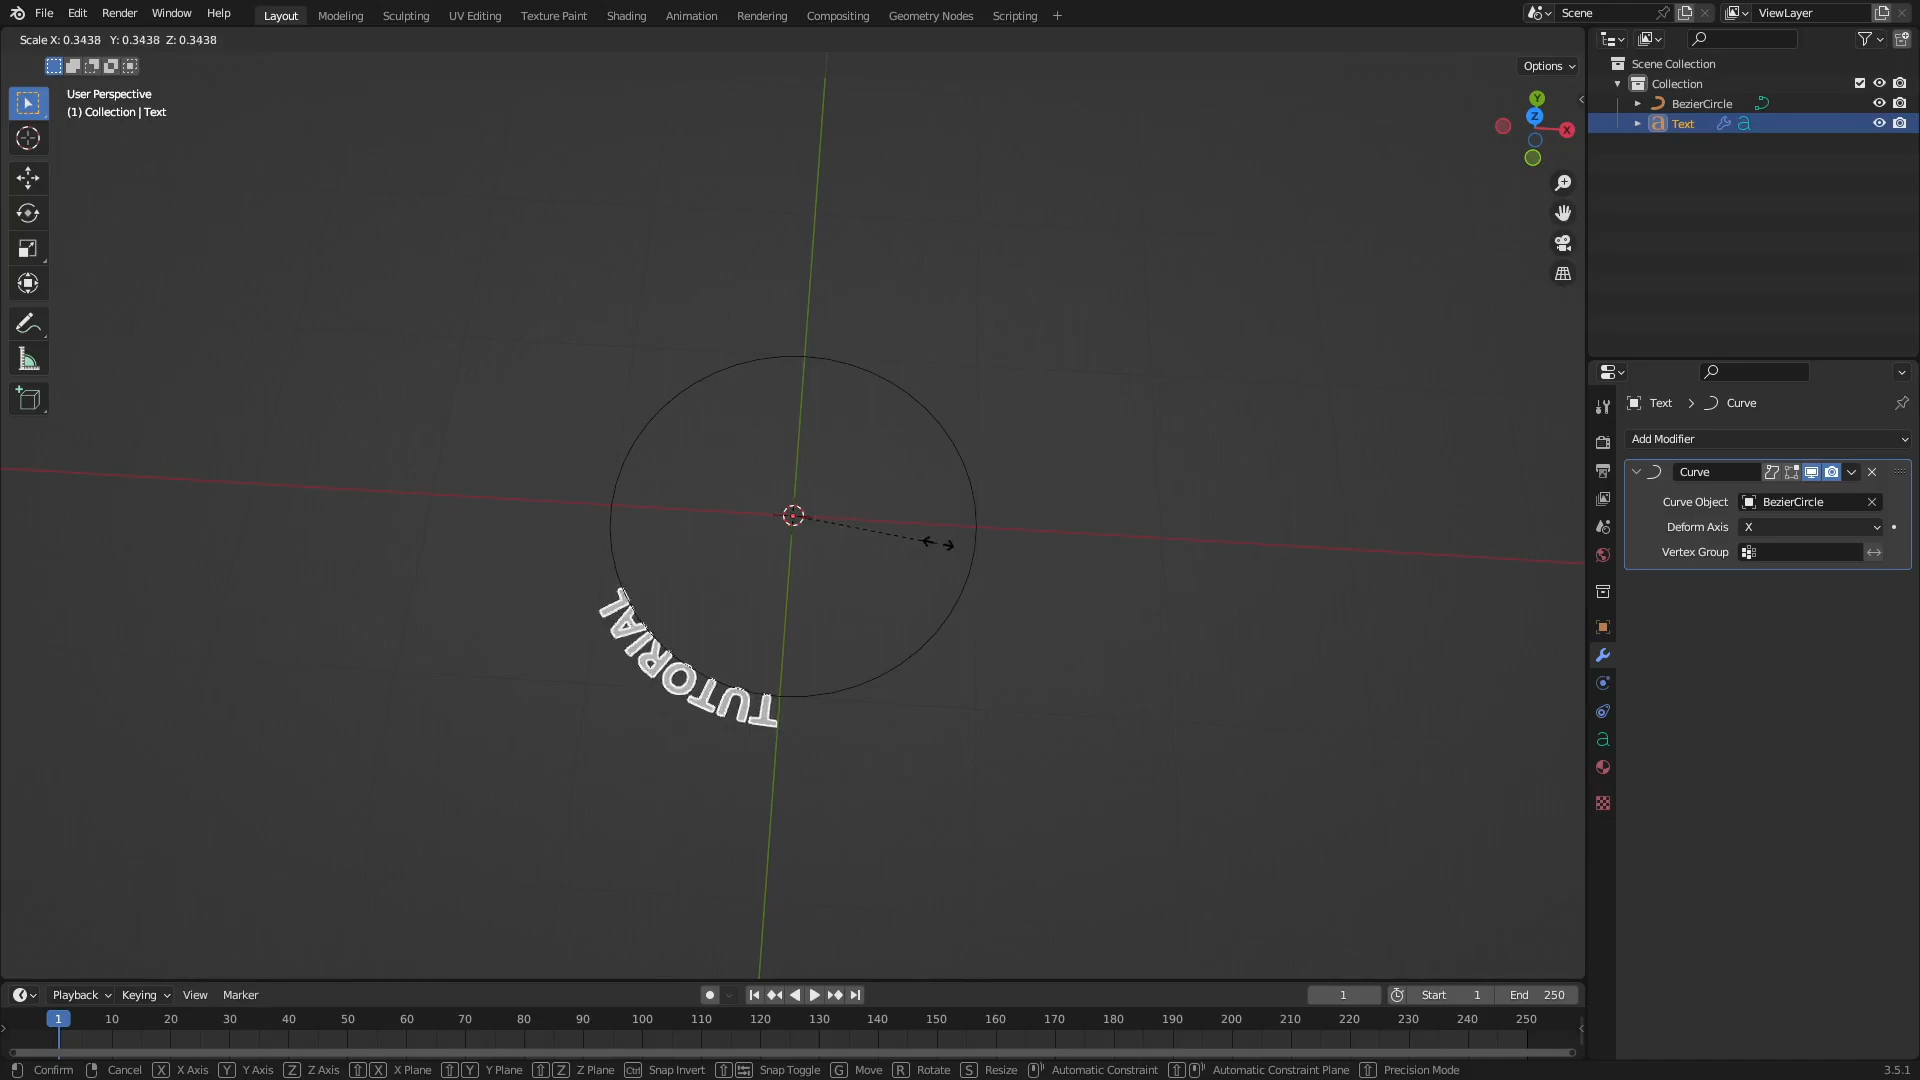 File Edit Render Window Help Layout Modeling Sculpting UV Editing Texture Paint Shading Animation Rendering Compositing Geometry Nodes Scripting + Scene ViewLayer
Scale X: 0.3438 Y: 0.3438 Z: 0.3438
Options
User Perspective
(1) Collection | Text
Y
Z
X
TUTORIAL
Scene Collection
Collection
BezierCircle
Text
Text > Curve
Add Modifier
Curve
Curve Object BezierCircle
Deform Axis X
Vertex Group
Playback Keying View Marker 1 Start 1 End 250
1 10 20 30 40 50 60 70 80 90 100 110 120 130 140 150 160 170 180 190 200 210 220 230 240 250
Confirm Cancel X X Axis Y Y Axis Z Z Axis X X Plane Y Y Plane Z Z Plane Ctrl Snap Invert Snap Toggle G Move R Rotate S Resize Automatic Constraint Automatic Constraint Plane Precision Mode 3.5.1